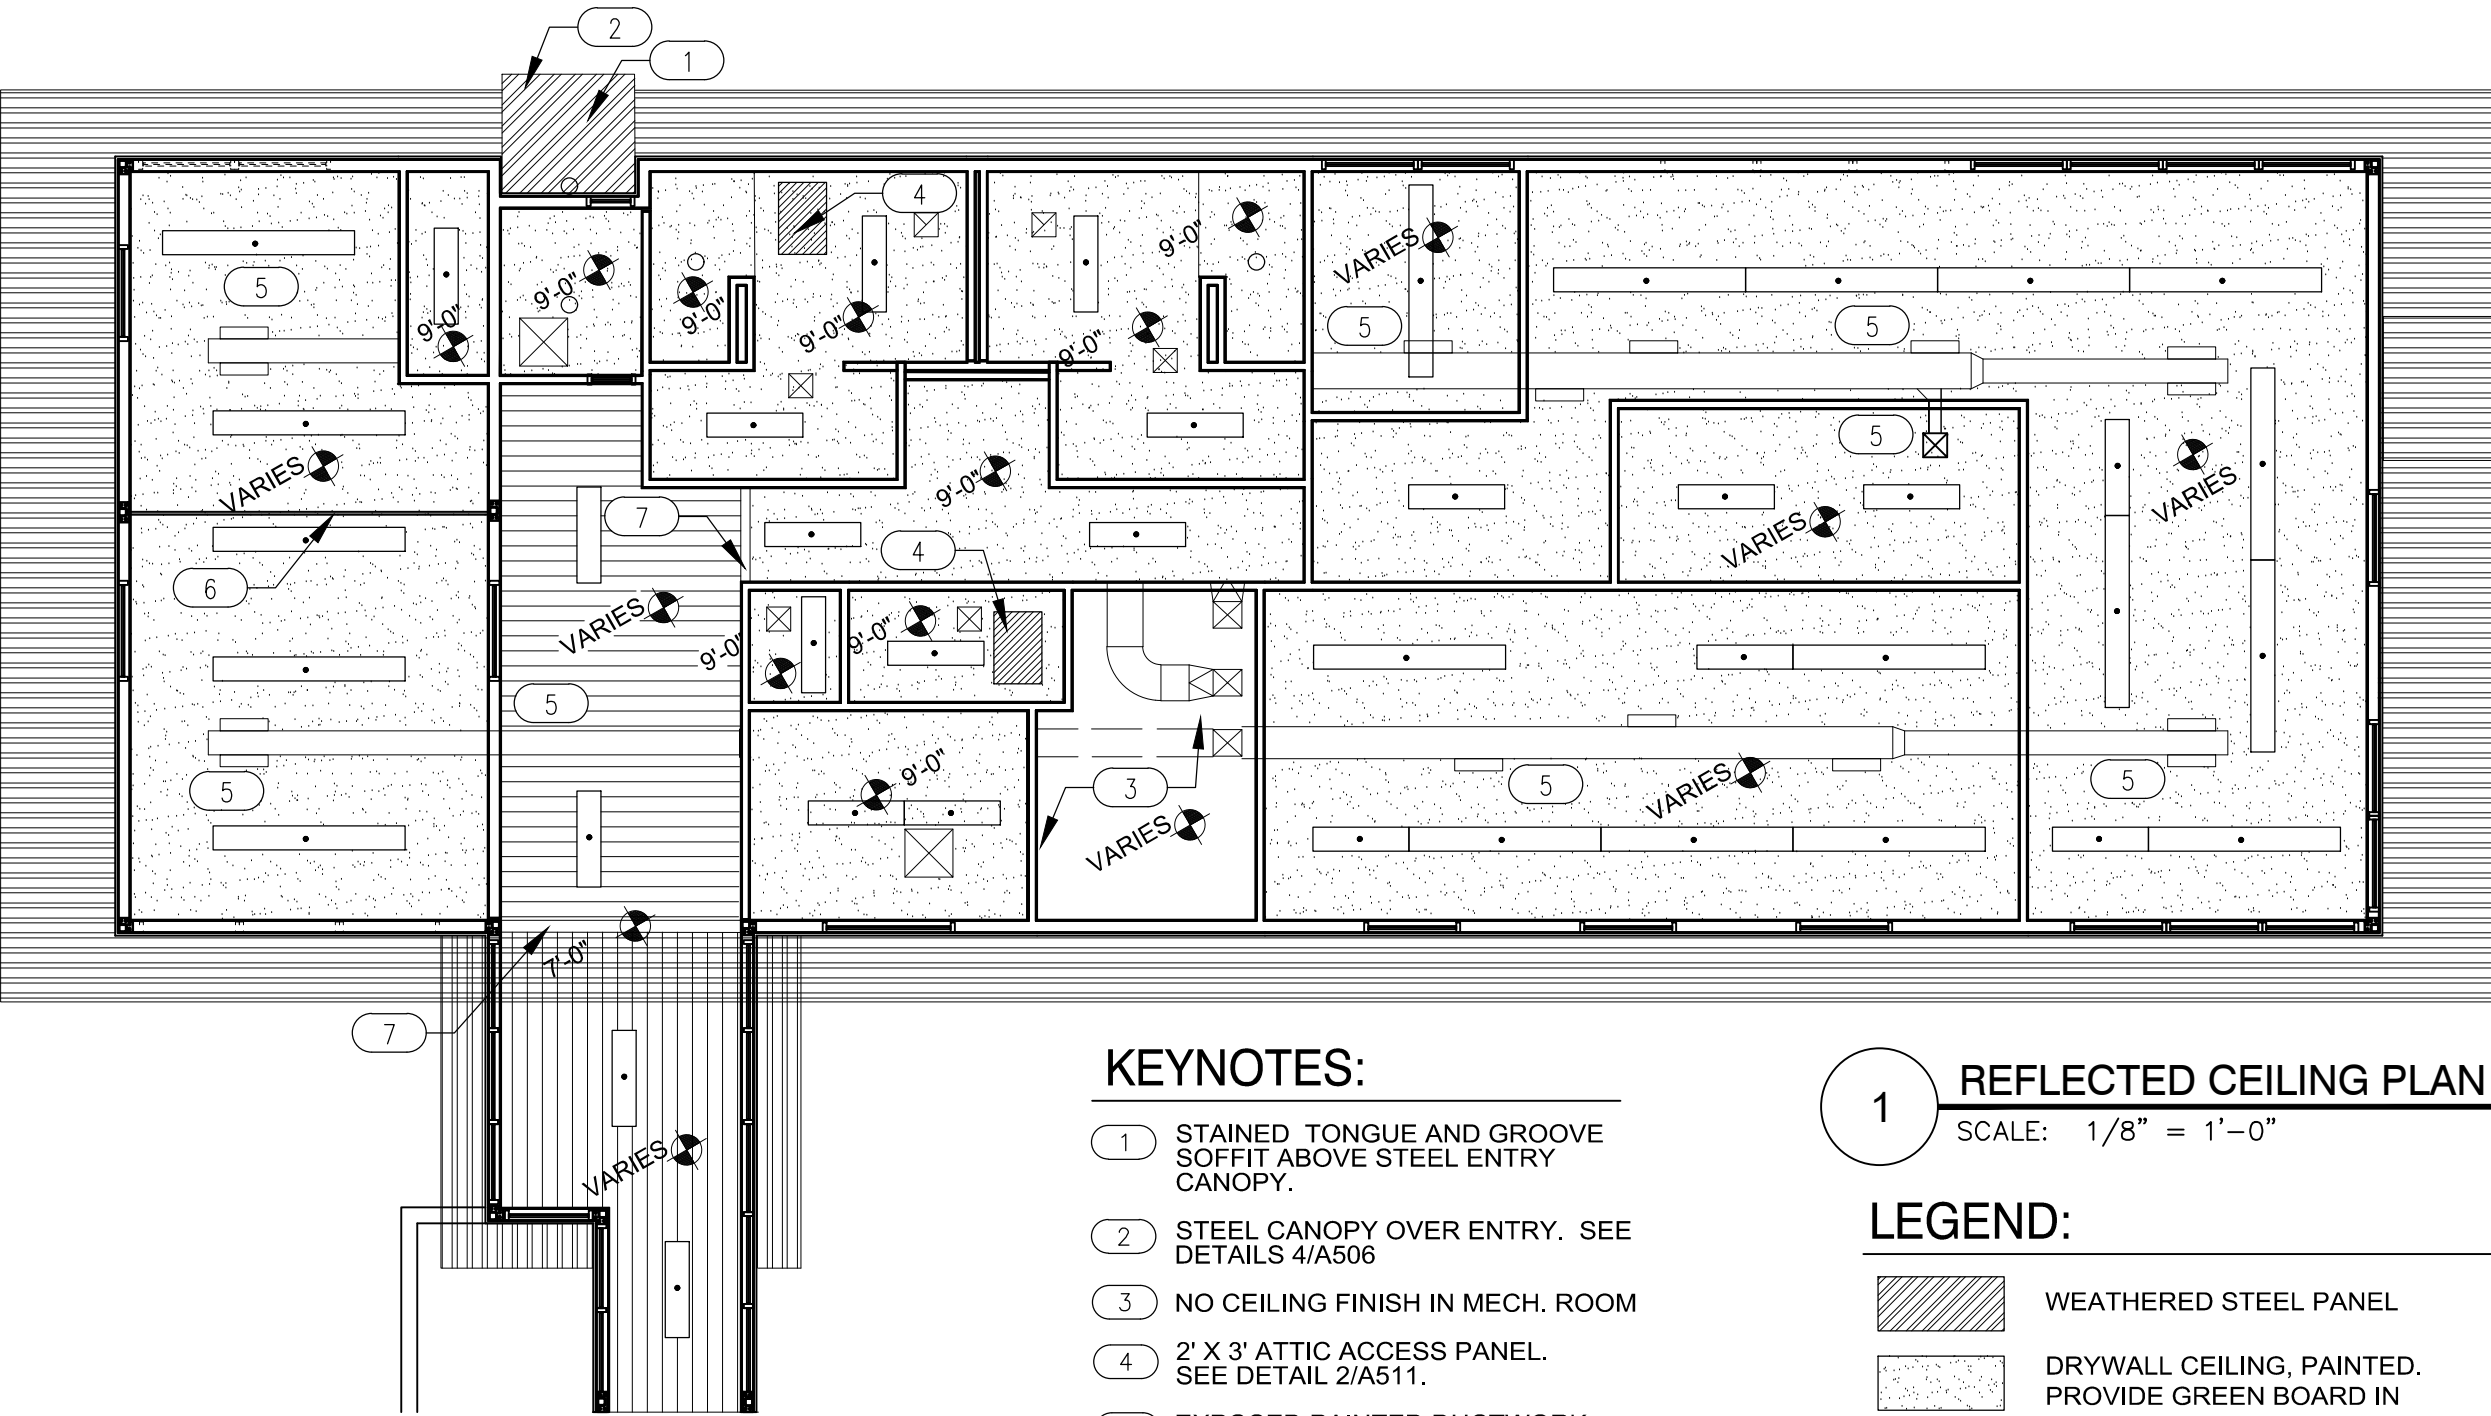 2
1
4
9'-0"
VARIES
5
9'-0"
5
5
9'-0"
9'-0"
9'-0"
9'-0"
5
VARIES
9'-0"
VARIES
7
VARIES
4
6
VARIES
9'-0"
9'-0"
5
9'-0"
5
3
5
VARIES
5
VARIES
7'-0"
7
VARIES
KEYNOTES:
1
STAINED TONGUE AND GROOVE
SOFFIT ABOVE STEEL ENTRY
CANOPY.
2
STEEL CANOPY OVER ENTRY. SEE
DETAILS 4/A506
3
NO CEILING FINISH IN MECH. ROOM
4
2' X 3' ATTIC ACCESS PANEL.
SEE DETAIL 2/A511.
1
REFLECTED CEILING PLAN
SCALE: 1/8" = 1'-0"
LEGEND:
WEATHERED STEEL PANEL
DRYWALL CEILING, PAINTED.
PROVIDE GREEN BOARD IN